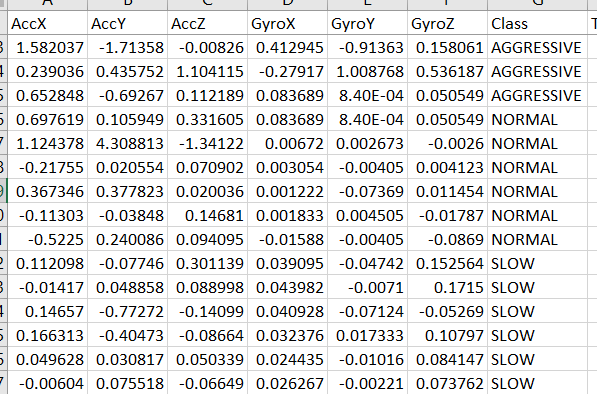 AccX AccY AccZ GyroX GyroY GyroZ Class
1.582037 -1.71358 -0.00826 0.412945 -0.91363 0.158061 AGGRESSIVE
0.239036 0.435752 1.104115 -0.27917 1.008768 0.536187 AGGRESSIVE
0.652848 -0.69267 0.112189 0.083689 8.40E-04 0.050549 AGGRESSIVE
0.697619 0.105949 0.331605 0.083689 8.40E-04 0.050549 NORMAL
1.124378 4.308813 -1.34122 0.00672 0.002673 -0.0026 NORMAL
-0.21755 0.020554 0.070902 0.003054 -0.00405 0.004123 NORMAL
0.367346 0.377823 0.020036 0.001222 -0.07369 0.011454 NORMAL
-0.11303 -0.03848 0.14681 0.001833 0.004505 -0.01787 NORMAL
-0.5225 0.240086 0.094095 -0.01588 -0.00405 -0.0869 NORMAL
0.112098 -0.07746 0.301139 0.039095 -0.04742 0.152564 SLOW
-0.01417 0.048858 0.088998 0.043982 -0.0071 0.1715 SLOW
0.14657 -0.77272 -0.14099 0.040928 -0.07124 -0.05269 SLOW
0.166313 -0.40473 -0.08664 0.032376 0.017333 0.10797 SLOW
0.049628 0.030817 0.050339 0.024435 -0.01016 0.084147 SLOW
-0.00604 0.075518 -0.06649 0.026267 -0.00221 0.073762 SLOW